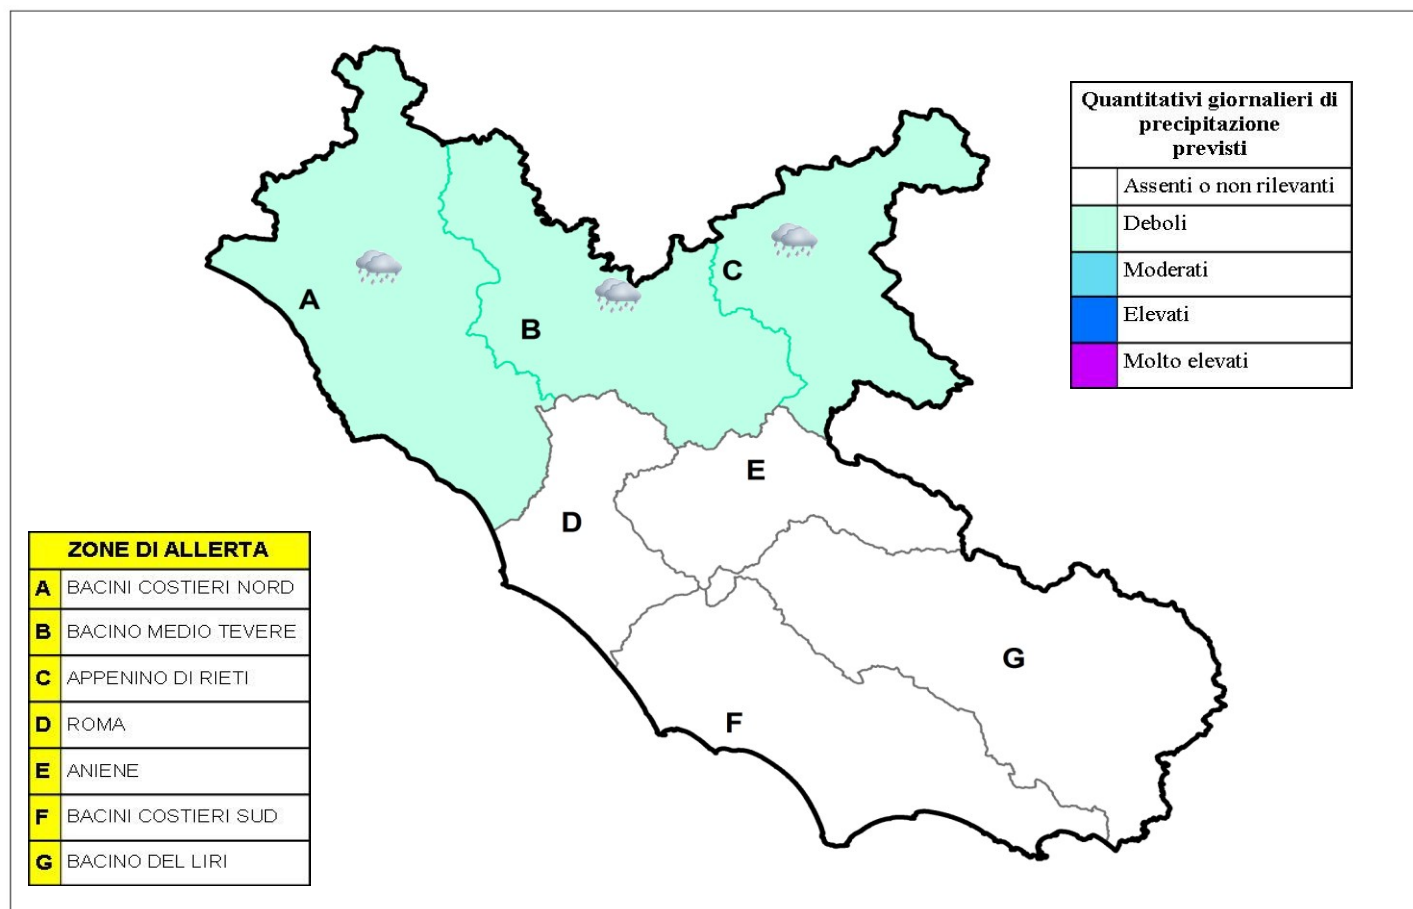 Quantitativi giornalieri di
precipitazione
previsti
Assenti o non rilevanti
Deboli
Moderati
Elevati
Molto elevati
A
B
C
D
E
F
G
ZONE DI ALLERTA
A BACINI COSTIERI NORD
B BACINO MEDIO TEVERE
C APPENINO DI RIETI
D ROMA
E ANIENE
F BACINI COSTIERI SUD
G BACINO DEL LIRI